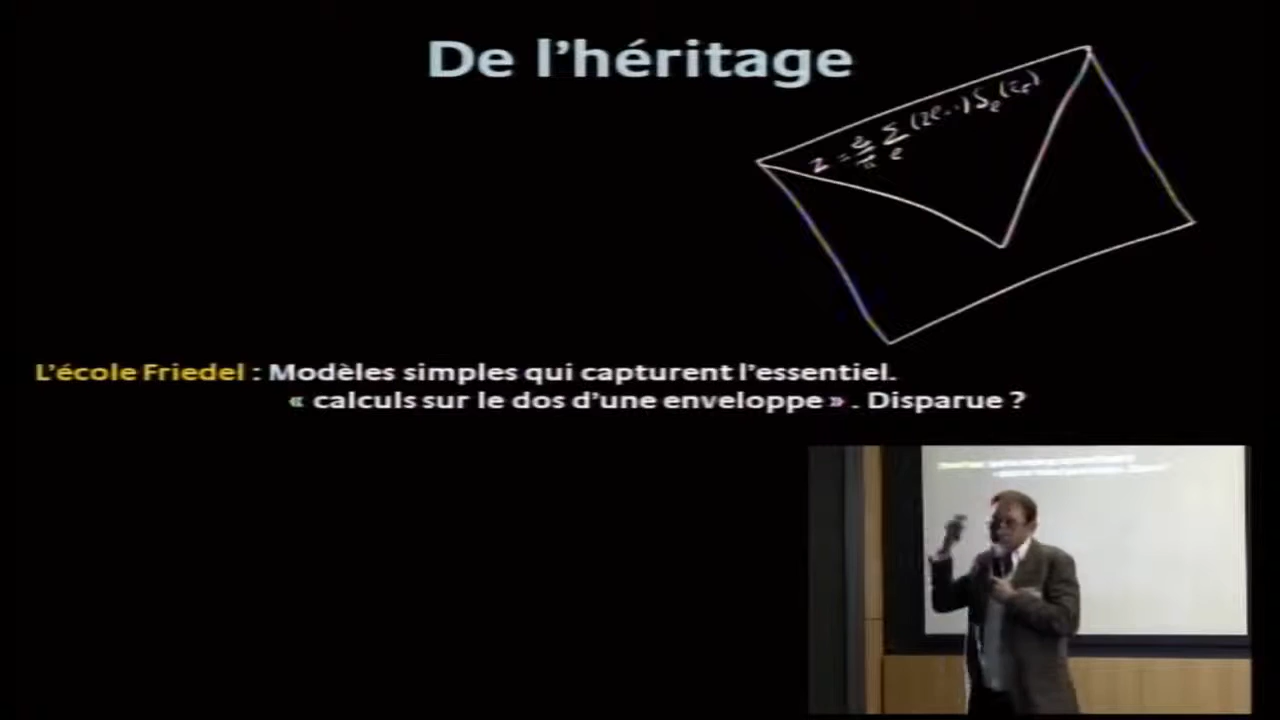 De l'héritage
L'école Friedel : Modèles simples qui capturent l'essentiel.
« calculs sur le dos d'une enveloppe » . Disparue ?